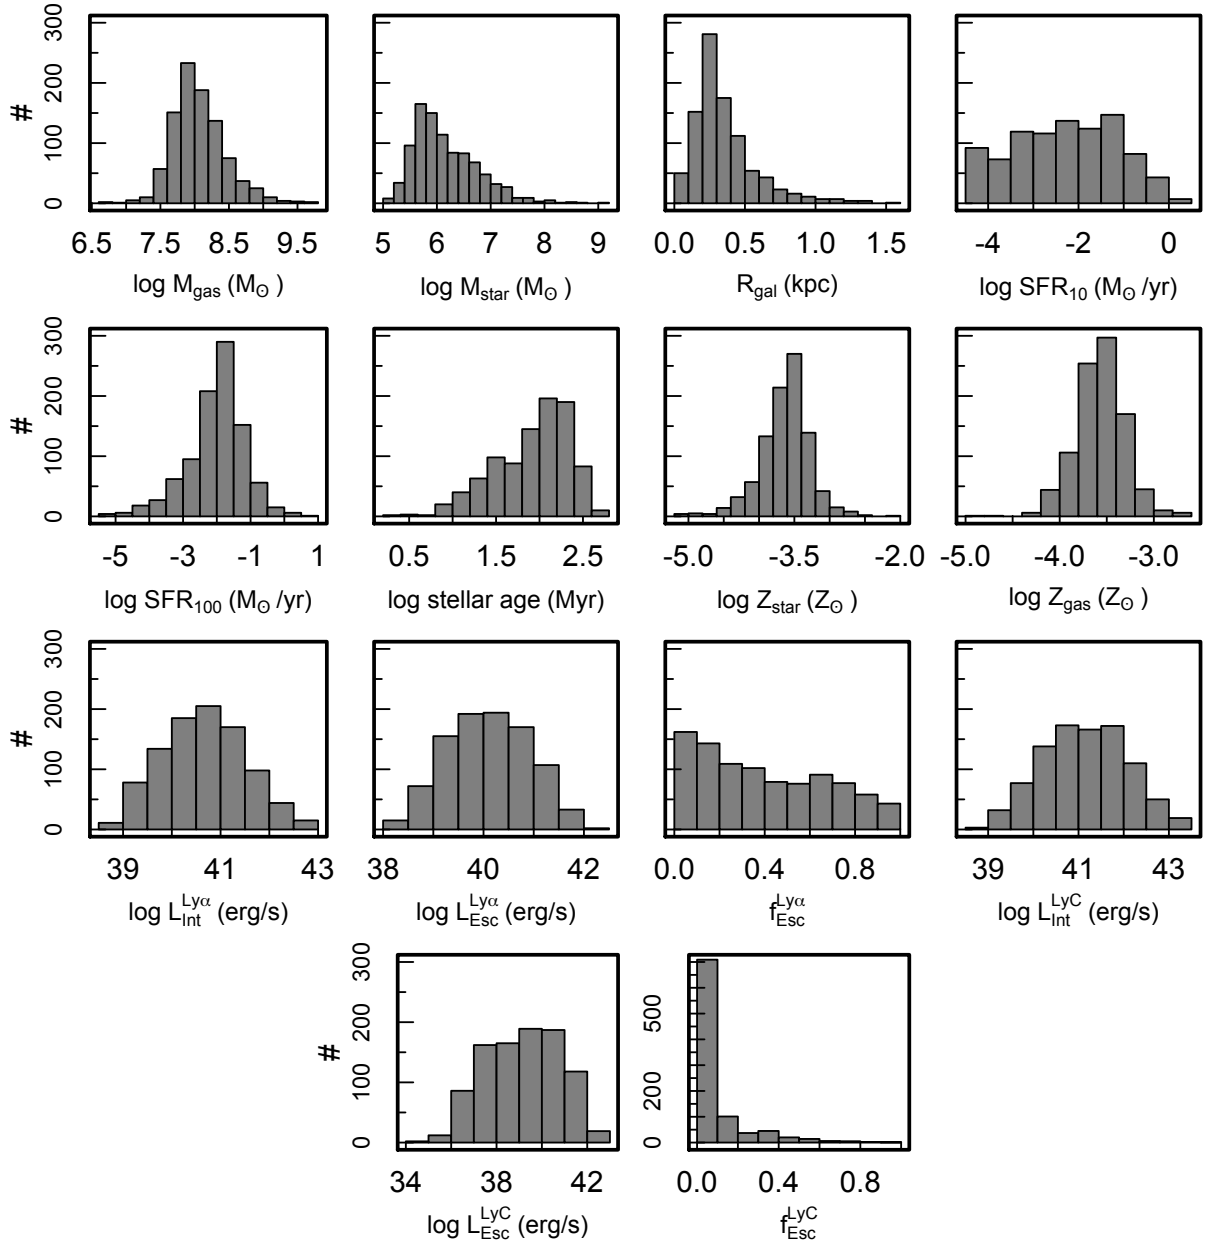 # 0 100 200 300
6.5 7.5 8.5 9.5
log M_gas (M_⊙)
5 6 7 8 9
log M_star (M_⊙)
0.0 0.5 1.0 1.5
R_gal (kpc)
-4 -2 0
log SFR_10 (M_⊙ /yr)
# 0 100 200 300
-5 -3 -1 1
log SFR_100 (M_⊙ /yr)
0.5 1.5 2.5
log stellar age (Myr)
-5.0 -3.5 -2.0
log Z_star (Z_⊙)
-5.0 -4.0 -3.0
log Z_gas (Z_⊙)
# 0 100 200 300
39 41 43
log L_Int^Lyα (erg/s)
38 40 42
log L_Esc^Lyα (erg/s)
0.0 0.4 0.8
f_Esc^Lyα
39 41 43
log L_Int^LyC (erg/s)
# 0 100 200 300
34 38 42
log L_Esc^LyC (erg/s)
0 200 500
0.0 0.4 0.8
f_Esc^LyC